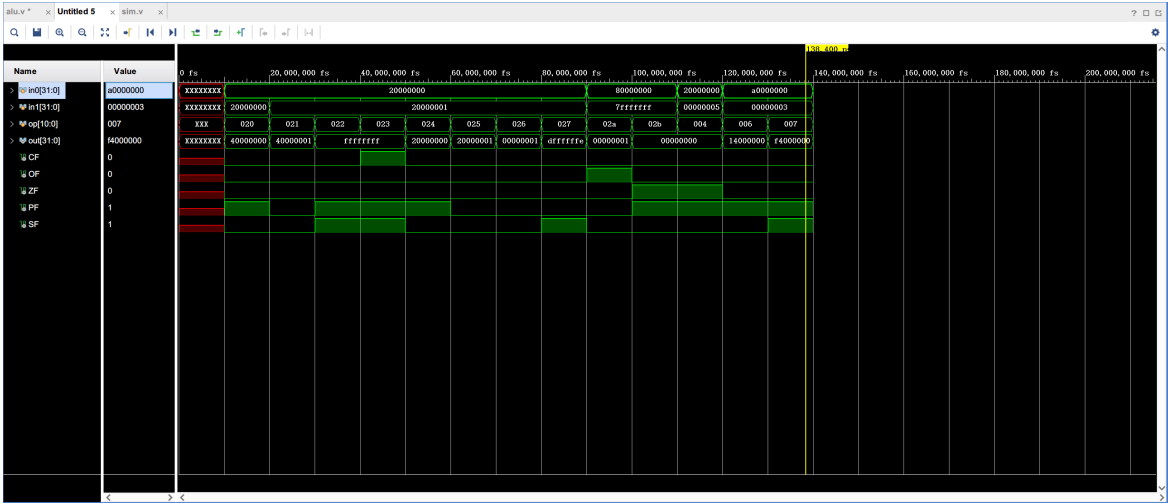 alu.v * × Untitled 5 × sim.v × ?
138,400 ps
Name Value 0 fs 20,000,000 fs 40,000,000 fs 60,000,000 fs 80,000,000 fs 100,000,000 fs 120,000,000 fs 140,000,000 fs 160,000,000 fs 180,000,000 fs 200,000,000 fs
in0[31:0] a0000000 XXXXXXXX 20000000 80000000 20000000 a0000000
in1[31:0] 00000003 XXXXXXXX 20000000 20000001 7fffffff 00000005 00000003
op[10:0] 007 XXX 020 021 022 023 024 025 026 027 02a 02b 004 006 007
out[31:0] f4000000 XXXXXXXX 40000000 40000001 ffffffff 20000000 20000001 00000001 dffffffe 00000001 00000000 14000000 f4000000
CF 0
OF 0
ZF 0
PF 1
SF 1